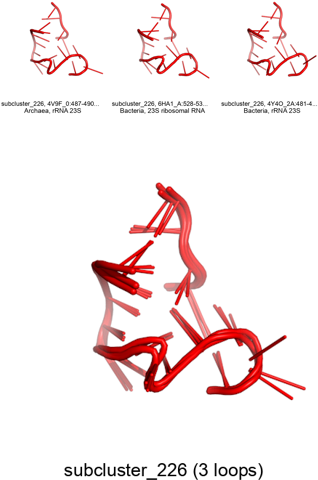 subcluster_226, 4V9F_0:487-490...
Archaea, rRNA 23S
subcluster_226, 6HA1_A:528-53...
Bacteria, 23S ribosomal RNA
subcluster_226, 4Y4O_2A:481-4...
Bacteria, rRNA 23S
subcluster_226 (3 loops)